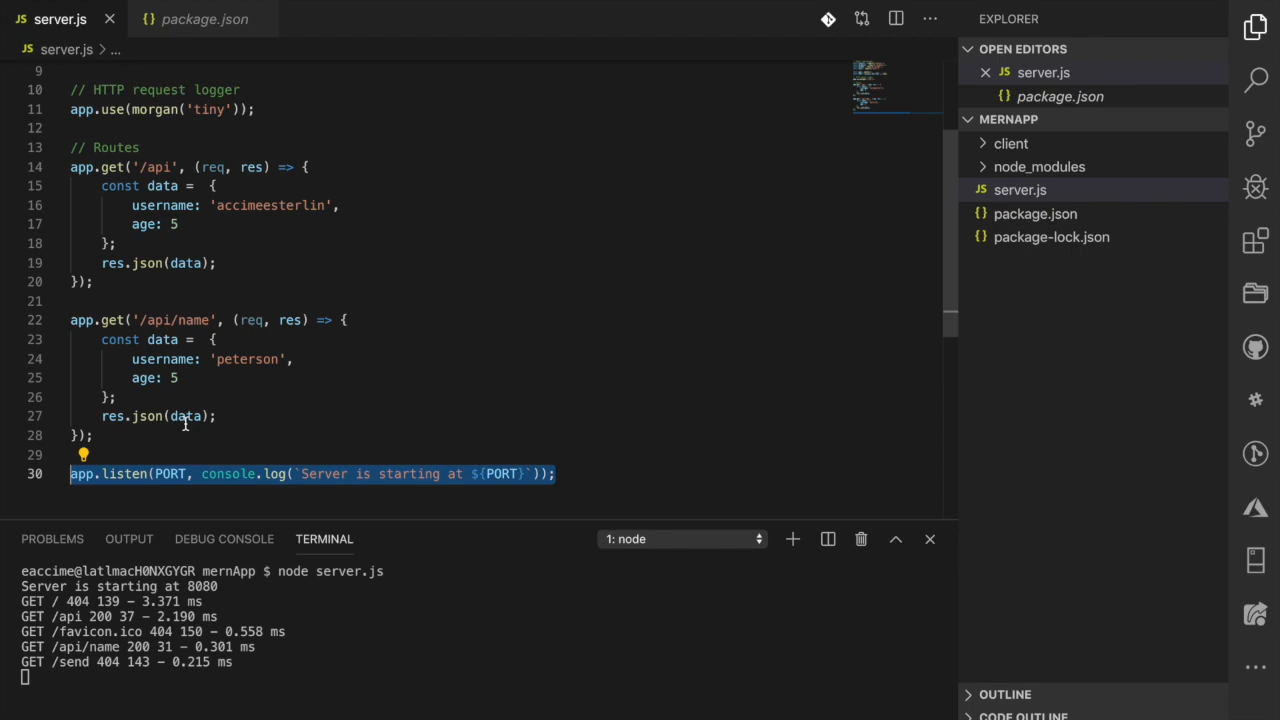 JS server.js
{} package.json
JS server.js > ...
9
10 // HTTP request logger
11 app.use(morgan('tiny'));
12
13 // Routes
14 app.get('/api', (req, res) => {
15 const data =  {
16 username: 'accimeesterlin',
17 age: 5
18 };
19 res.json(data);
20 });
21
22 app.get('/api/name', (req, res) => {
23 const data =  {
24 username: 'peterson',
25 age: 5
26 };
27 res.json(data);
28 });
29
30 app.listen(PORT, console.log(`Server is starting at ${PORT}`));
PROBLEMS OUTPUT DEBUG CONSOLE TERMINAL
1: node
eaccime@latlmacH0NXGYGR mernApp $ node server.js
Server is starting at 8080
GET / 404 139 - 3.371 ms
GET /api 200 37 - 2.190 ms
GET /favicon.ico 404 150 - 0.558 ms
GET /api/name 200 31 - 0.301 ms
GET /send 404 143 - 0.215 ms
EXPLORER
OPEN EDITORS
JS server.js
{} package.json
MERNAPP
client
node_modules
JS server.js
{} package.json
{} package-lock.json
OUTLINE
CODE OUTLINE